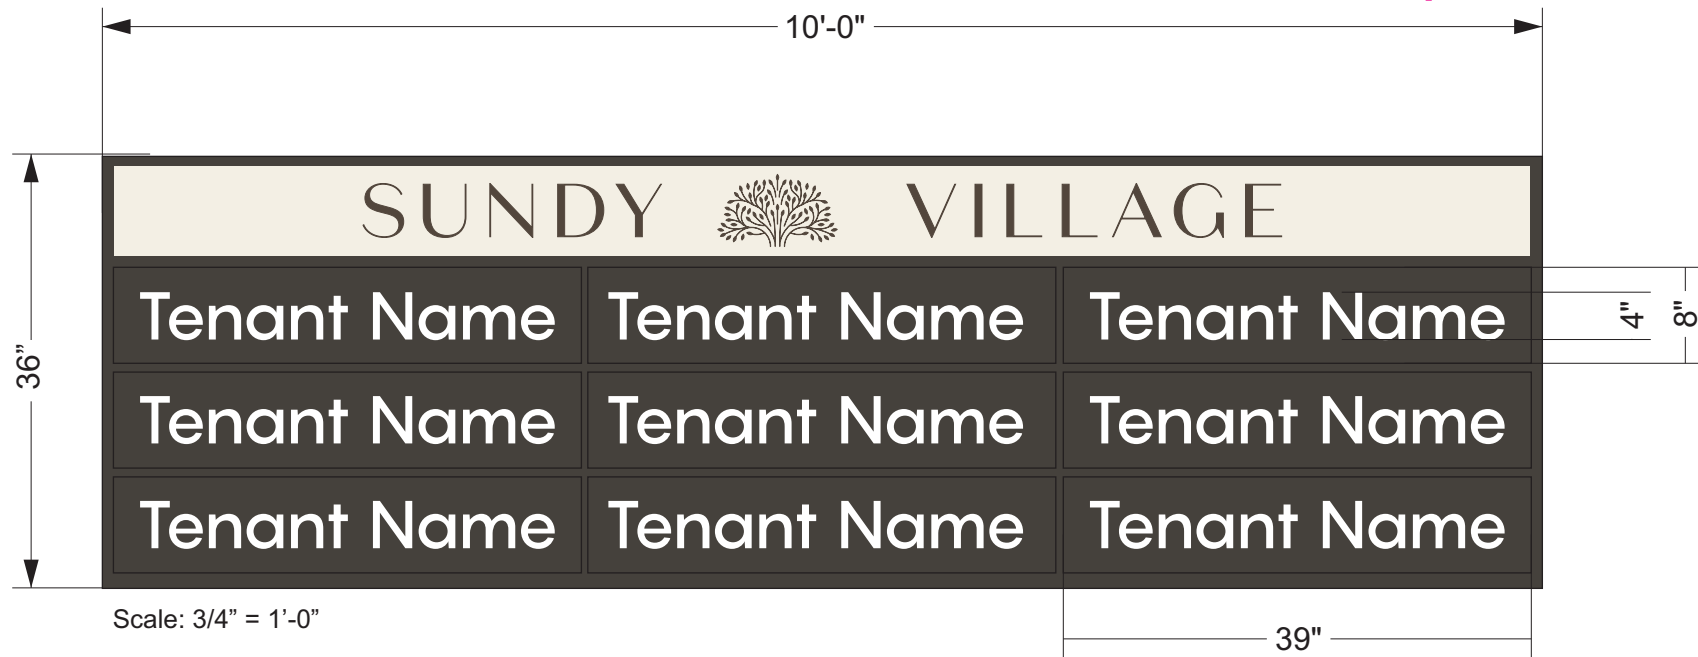 10'-0"
SUNDY VILLAGE
Tenant Name Tenant Name Tenant Name
4"
8"
36”
Tenant Name Tenant Name Tenant Name
Tenant Name Tenant Name Tenant Name
Scale: 3/4” = 1’-0”
39"